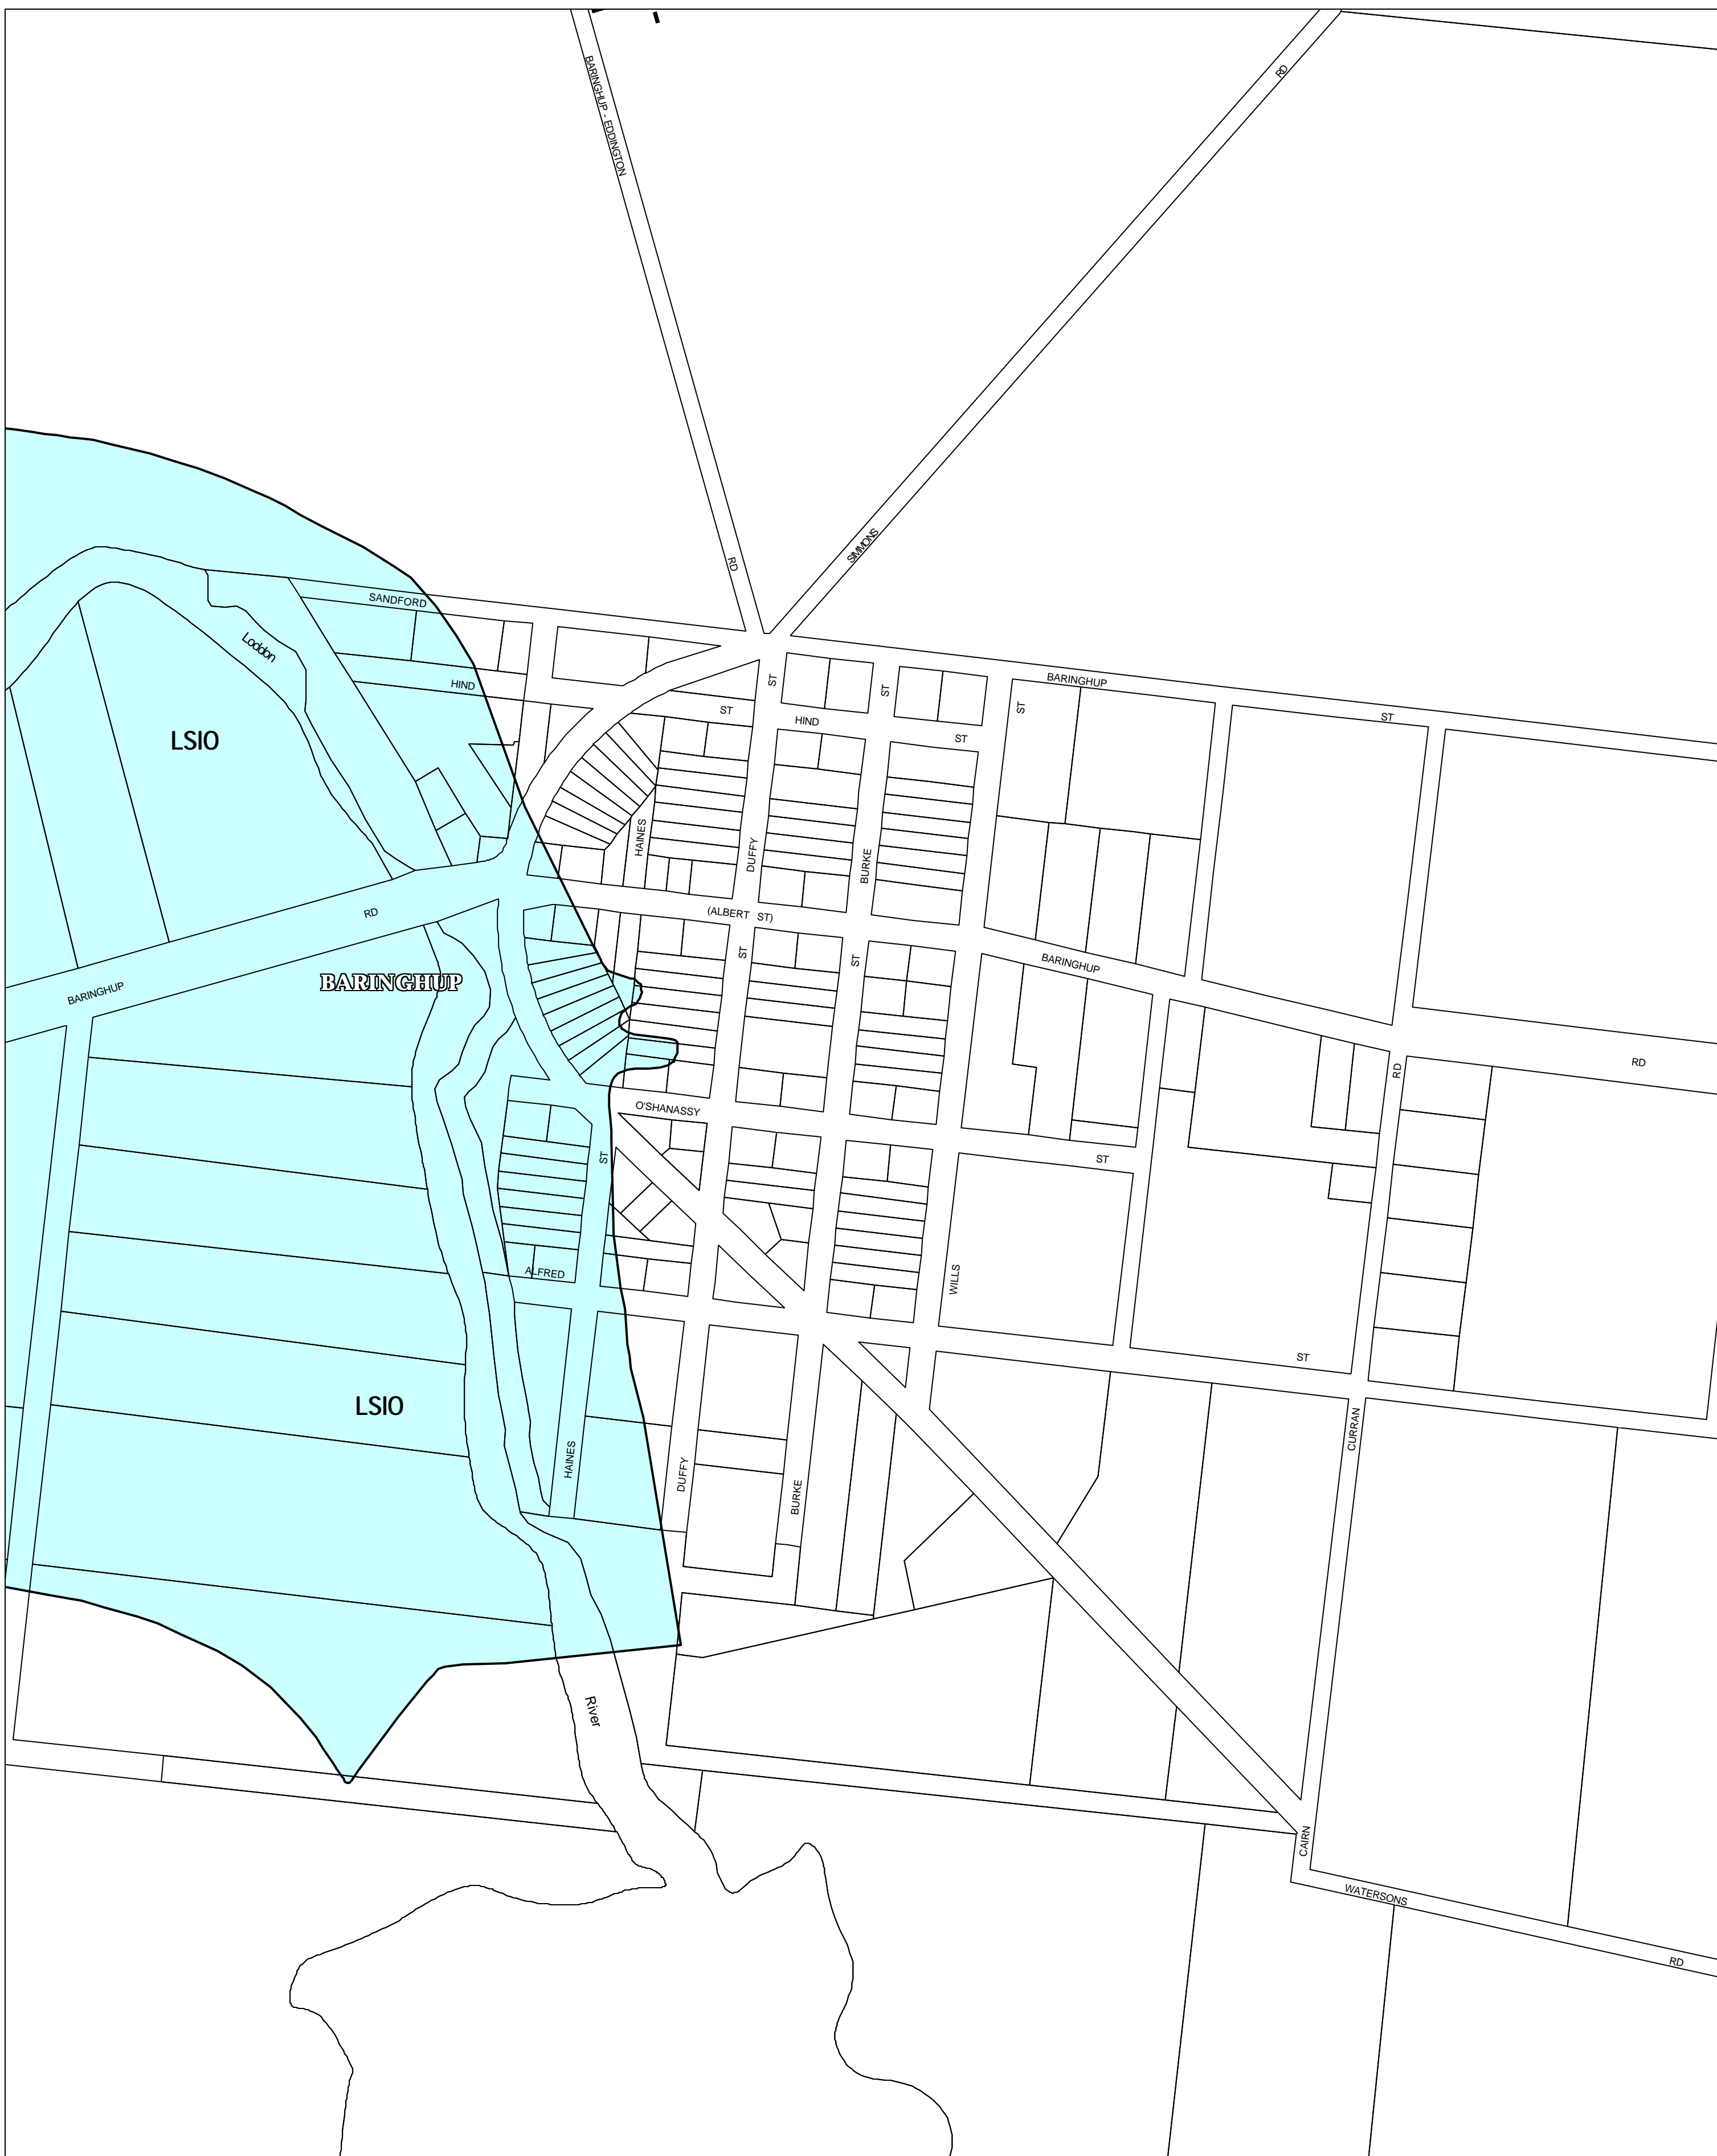 BARINGHUP - EDDINGTON
RD
RD
SIMMONS
SANDFORD
Loddon
HIND
ST
ST
ST
HIND
ST
ST
BARINGHUP
ST
LSIO
HAINES
DUFFY
BURKE
(ALBERT ST)
RD
BARINGHUP
BARINGHUP
ST
ST
BARINGHUP
RD
RD
O'SHANASSY
ST
ST
ALFRED
WILLS
ST
LSIO
HAINES
DUFFY
BURKE
CURRAN
River
CAIRN
WATERSONS
RD